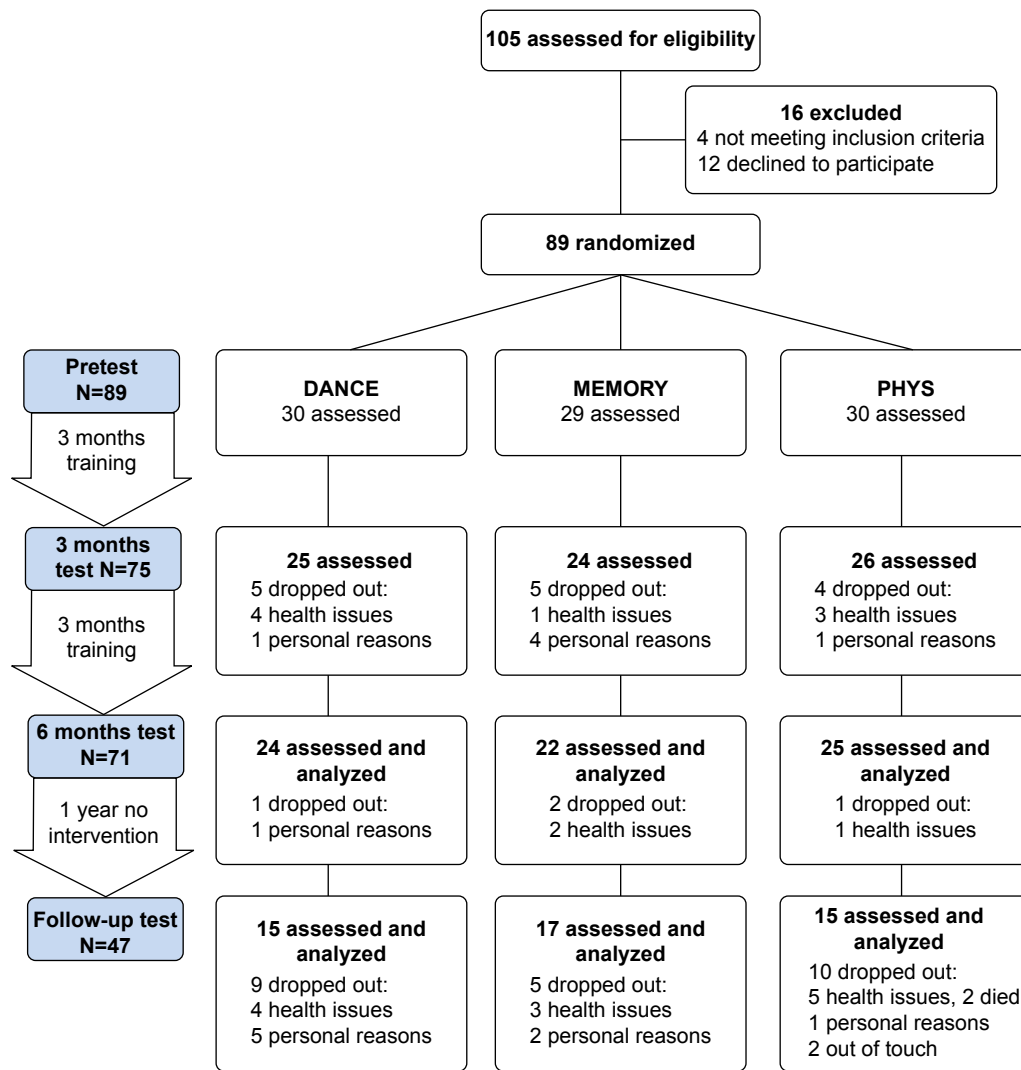 105 assessed for eligibility
16 excluded
4 not meeting inclusion criteria
12 declined to participate
89 randomized
Pretest
N=89
3 months
training
DANCE
30 assessed
MEMORY
29 assessed
PHYS
30 assessed
3 months
test N=75
3 months
training
25 assessed
5 dropped out:
4 health issues
1 personal reasons
24 assessed
5 dropped out:
1 health issues
4 personal reasons
26 assessed
4 dropped out:
3 health issues
1 personal reasons
6 months test
N=71
1 year no
intervention
24 assessed and
analyzed
1 dropped out:
1 personal reasons
22 assessed and
analyzed
2 dropped out:
2 health issues
25 assessed and
analyzed
1 dropped out:
1 health issues
Follow-up test
N=47
15 assessed and
analyzed
9 dropped out:
4 health issues
5 personal reasons
17 assessed and
analyzed
5 dropped out:
3 health issues
2 personal reasons
15 assessed and
analyzed
10 dropped out:
5 health issues, 2 died
1 personal reasons
2 out of touch